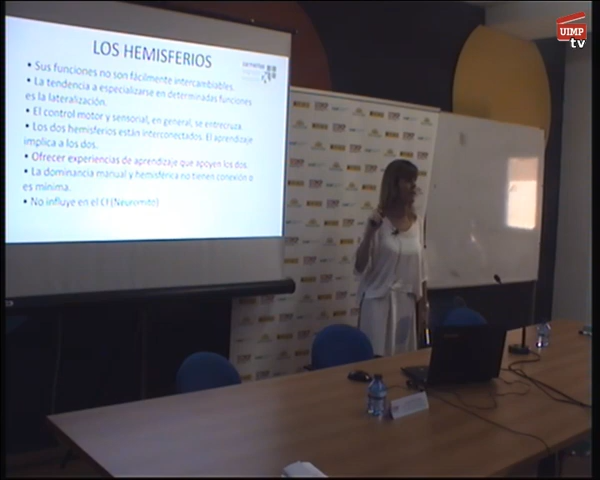 UIMP
tv
LOS HEMISFERIOS
• Sus funciones no son fácilmente intercambiables.
• La tendencia a especializarse en determinadas funciones
es la lateralización.
• El control motor y sensorial, en general, se entrecruza.
• Los dos hemisferios están interconectados. El aprendizaje
implica a los dos.
• Ofrecer experiencias de aprendizaje que apoyen los dos.
• La dominancia manual y hemisférica no tienen conexión o
es mínima.
• No influye en el CI (Neuromito)